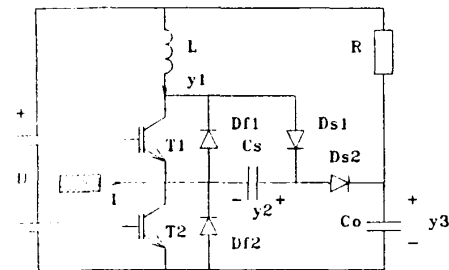 L
R
y1
+
T1
Df1
Ds1
Cs
Ds2
U
i
- y2 +
+
T2
Df2
Co
y3
-